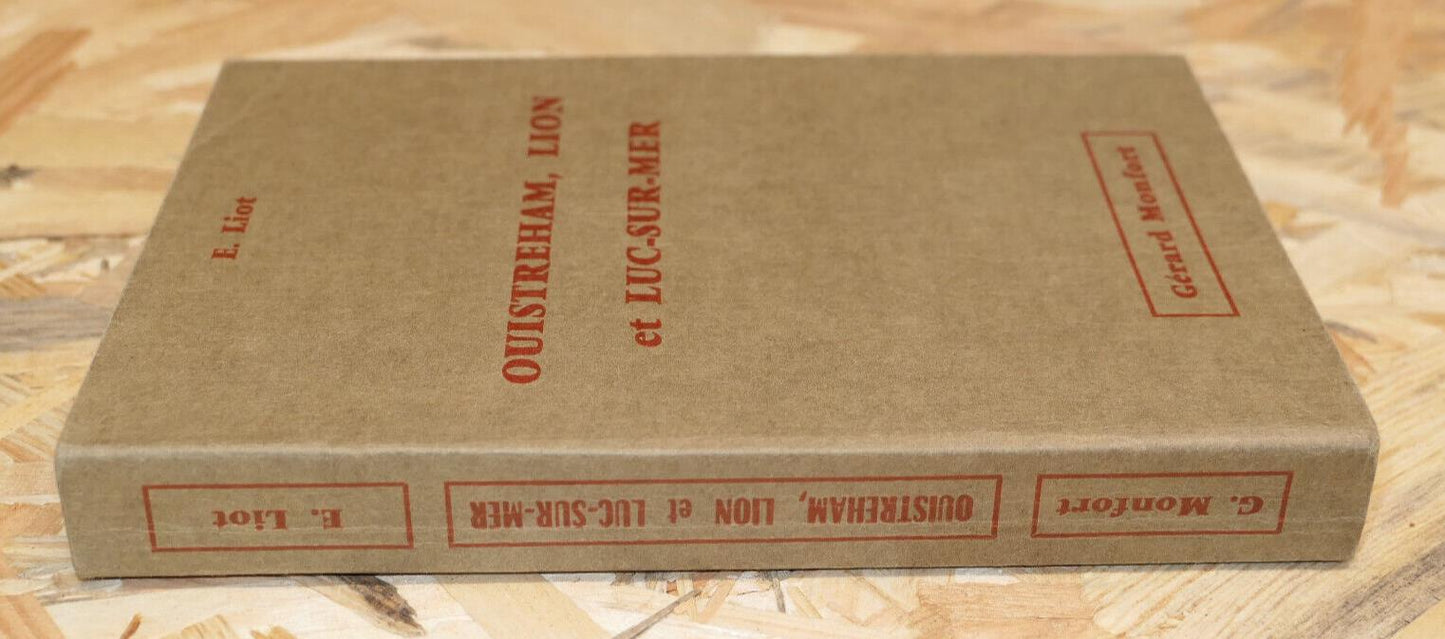 E. Liot
OUISTREHAM, LION
et LUC-SUR-MER
Gérard Monfort
E. Liot
OUISTREHAM, LION et LUC-SUR-MER
G. Monfort